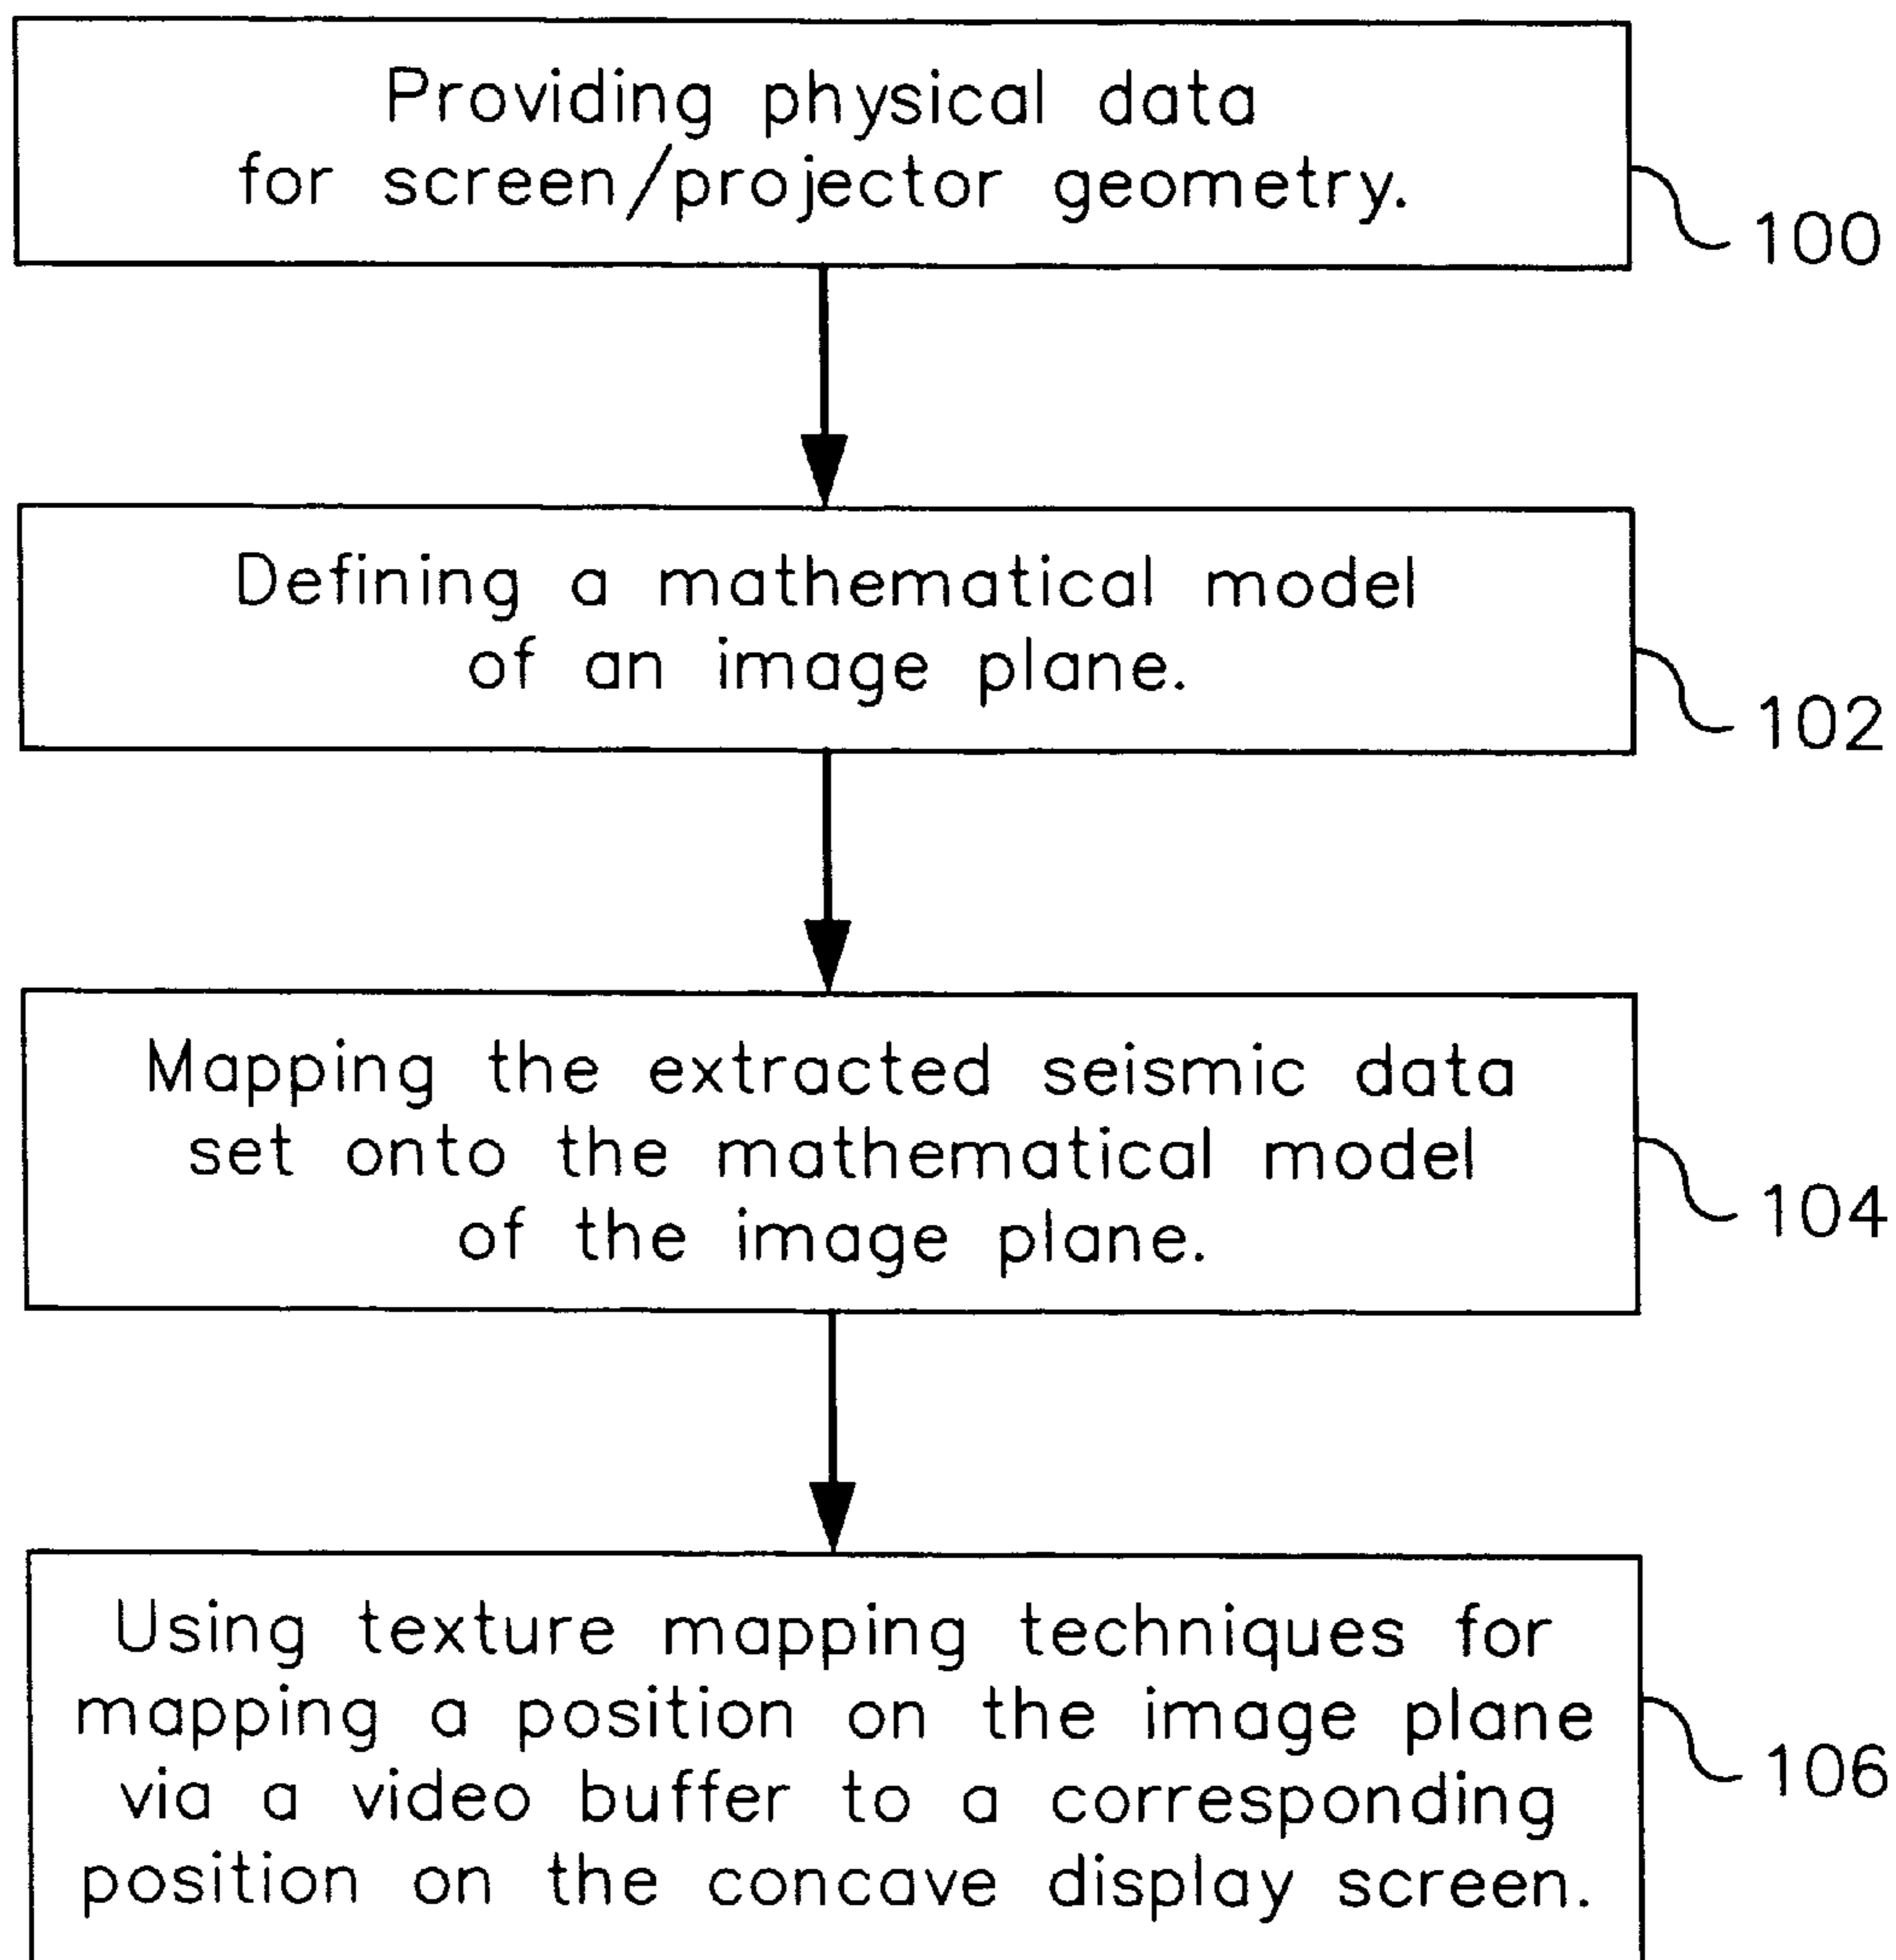 Providing physical data
for screen/projector geometry.
100
Defining a mathematical model
of an image plane.
102
Mapping the extracted seismic data
set onto the mathematical model
of the image plane.
104
Using texture mapping techniques for
mapping a position on the image plane
via a video buffer to a corresponding
position on the concave display screen.
106